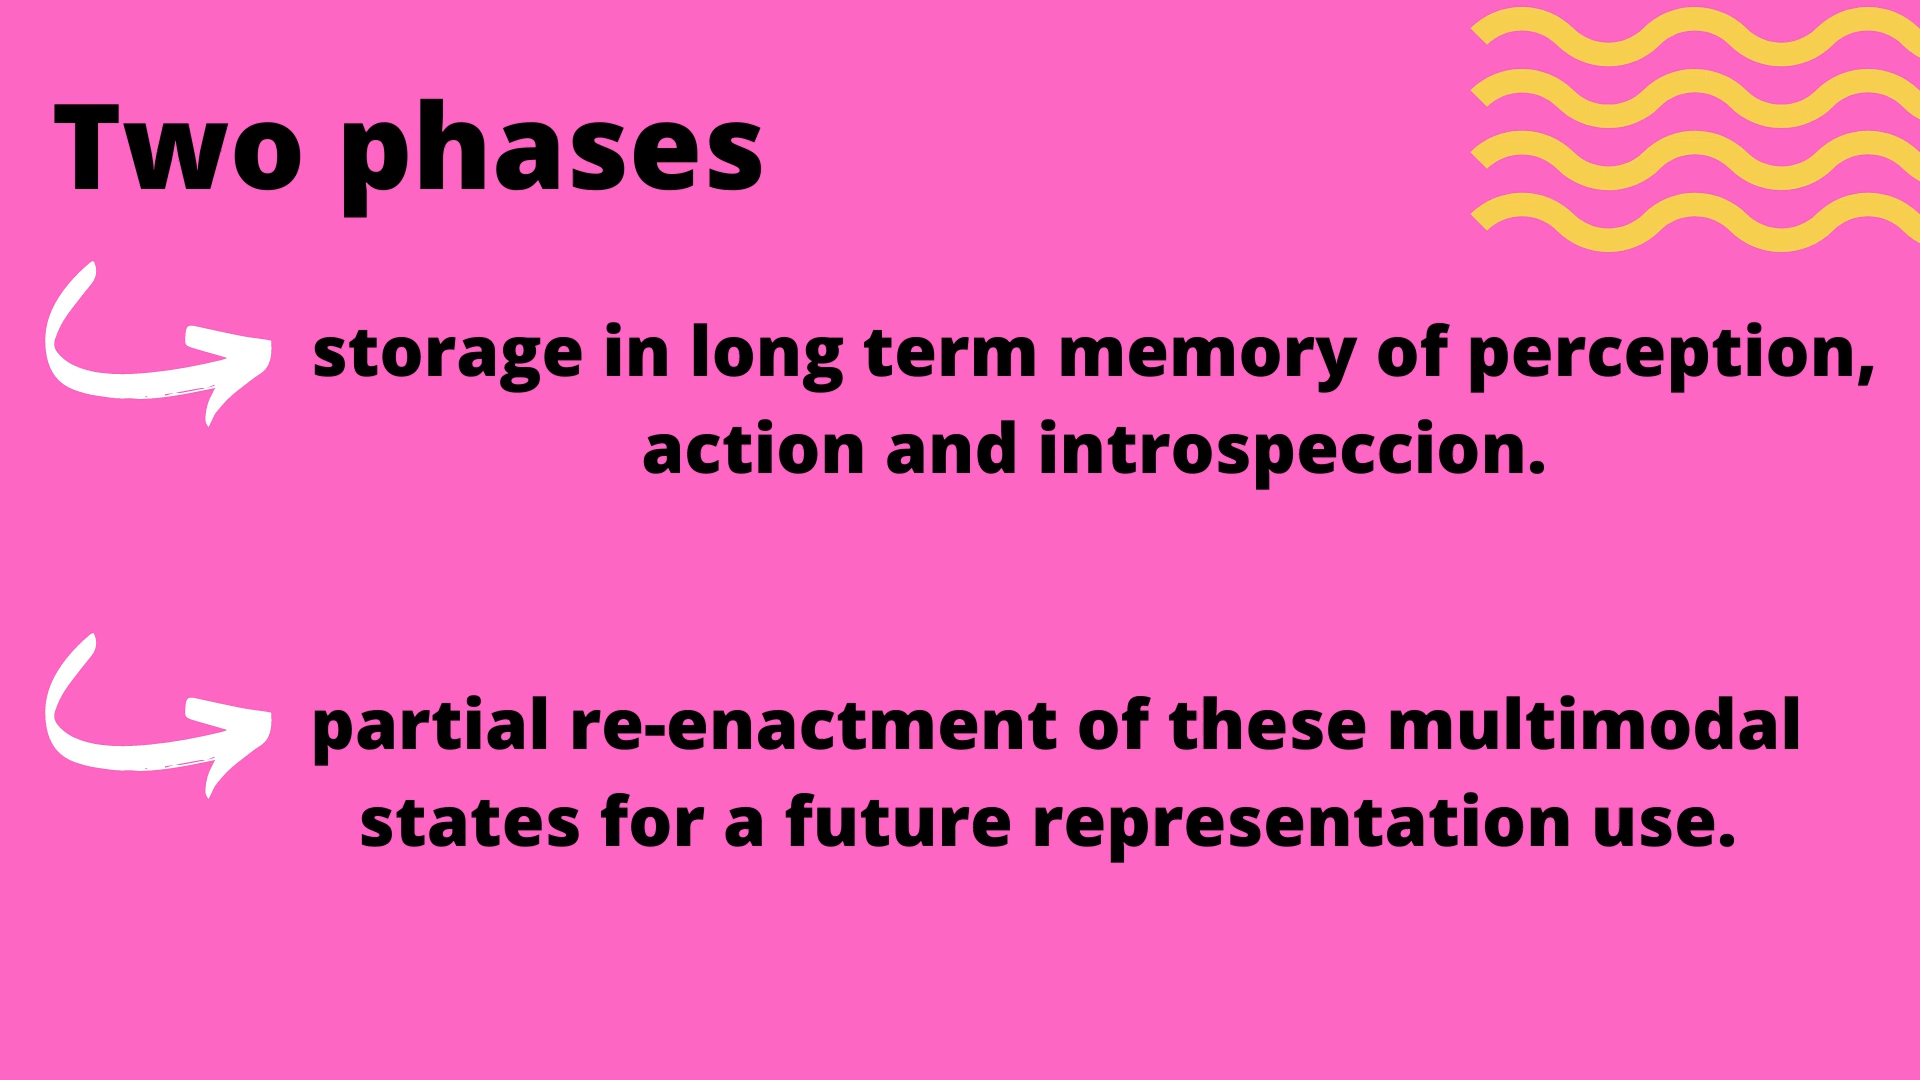 Two phases
storage in long term memory of perception,
action and introspeccion.
partial re-enactment of these multimodal
states for a future representation use.